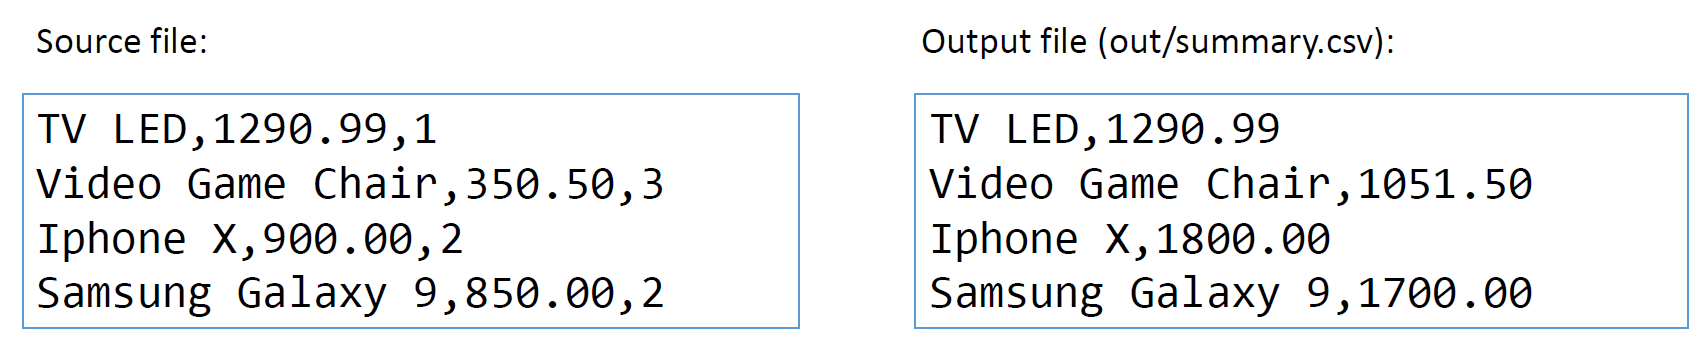 Source file:
TV LED,1290.99,1
Video Game Chair,350.50,3
Iphone X,900.00,2
Samsung Galaxy 9,850.00,2
Output file (out/summary.csv):
TV LED,1290.99
Video Game Chair,1051.50
Iphone X,1800.00
Samsung Galaxy 9,1700.00